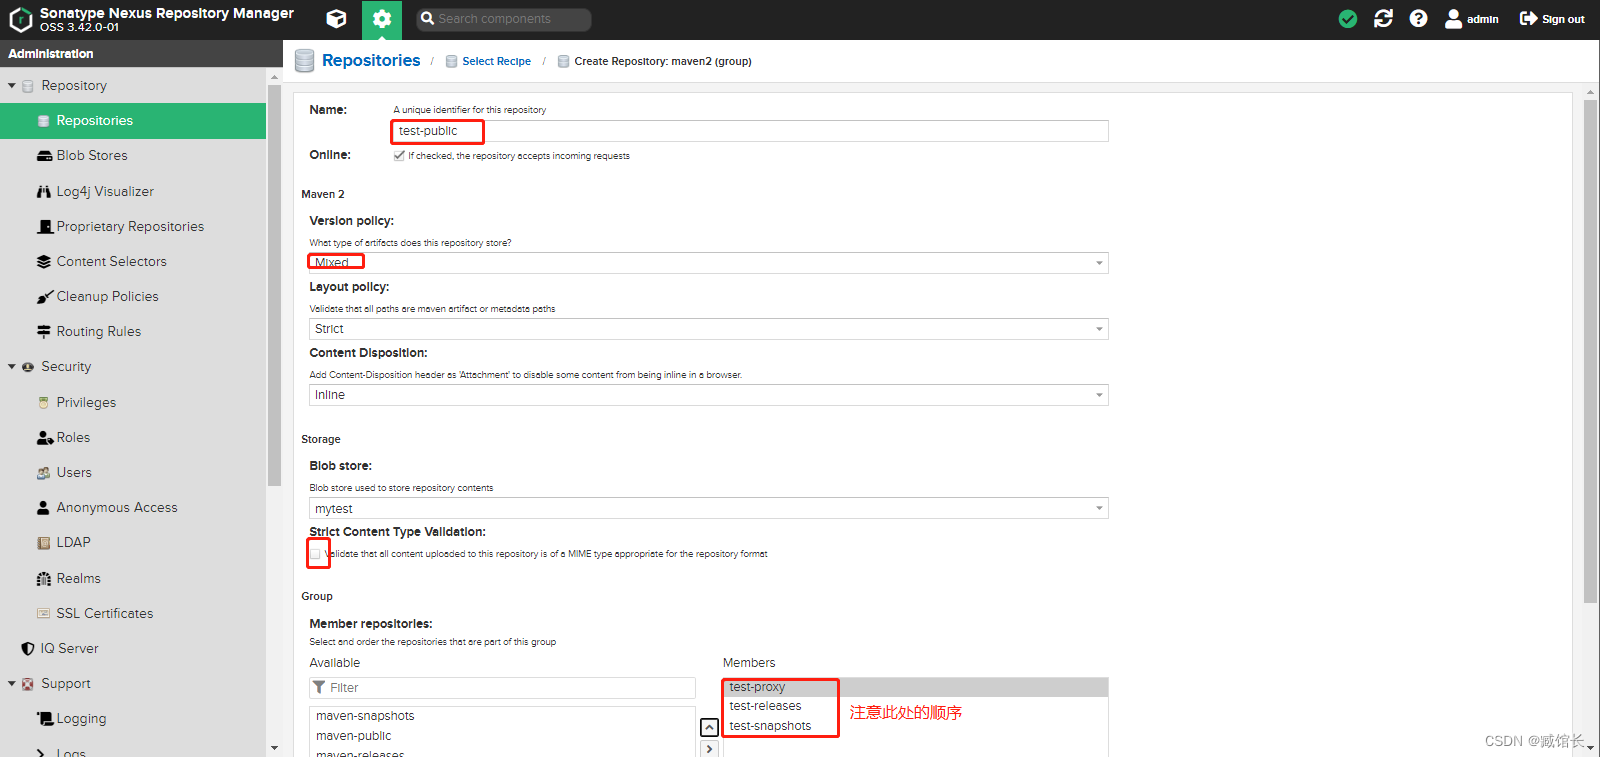 Sonatype Nexus Repository Manager
OSS 3.42.0-01
Search components
admin
Sign out
Administration
Repository
Repositories
Blob Stores
Log4j Visualizer
Proprietary Repositories
Content Selectors
Cleanup Policies
Routing Rules
Security
Privileges
Roles
Users
Anonymous Access
LDAP
Realms
SSL Certificates
IQ Server
Support
Logging
Logs
Repositories / Select Recipe / Create Repository: maven2 (group)
Name: A unique identifier for this repository
test-public
Online: If checked, the repository accepts incoming requests
Maven 2
Version policy:
What type of artifacts does this repository store?
Mixed
Layout policy:
Validate that all paths are maven artifact or metadata paths
Strict
Content Disposition:
Add Content-Disposition header as 'Attachment' to disable some content from being inline in a browser.
Inline
Storage
Blob store:
Blob store used to store repository contents
mytest
Strict Content Type Validation:
Validate that all content uploaded to this repository is of a MIME type appropriate for the repository format
Group
Member repositories:
Select and order the repositories that are part of this group
Available
Filter
maven-snapshots
maven-public
maven-releases
Members
test-proxy
test-releases
test-snapshots
注意此处的顺序
CSDN @臧馆长